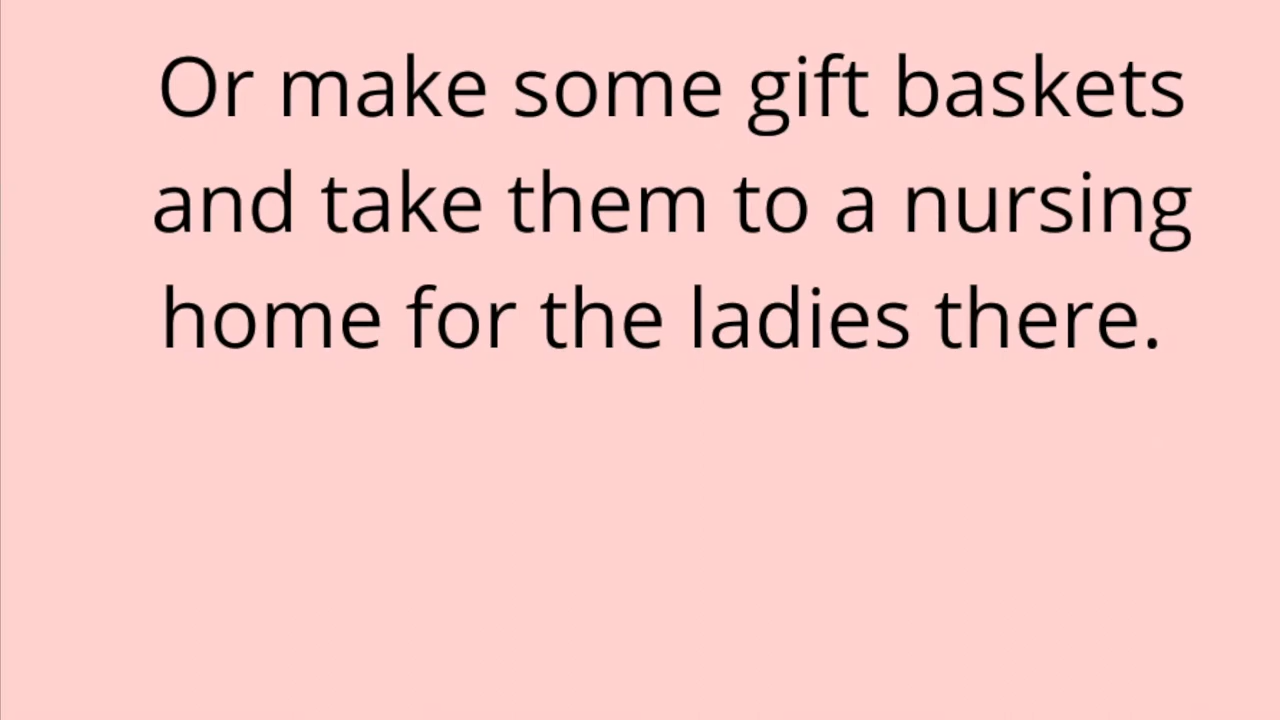 Or make some gift baskets
and take them to a nursing
home for the ladies there.